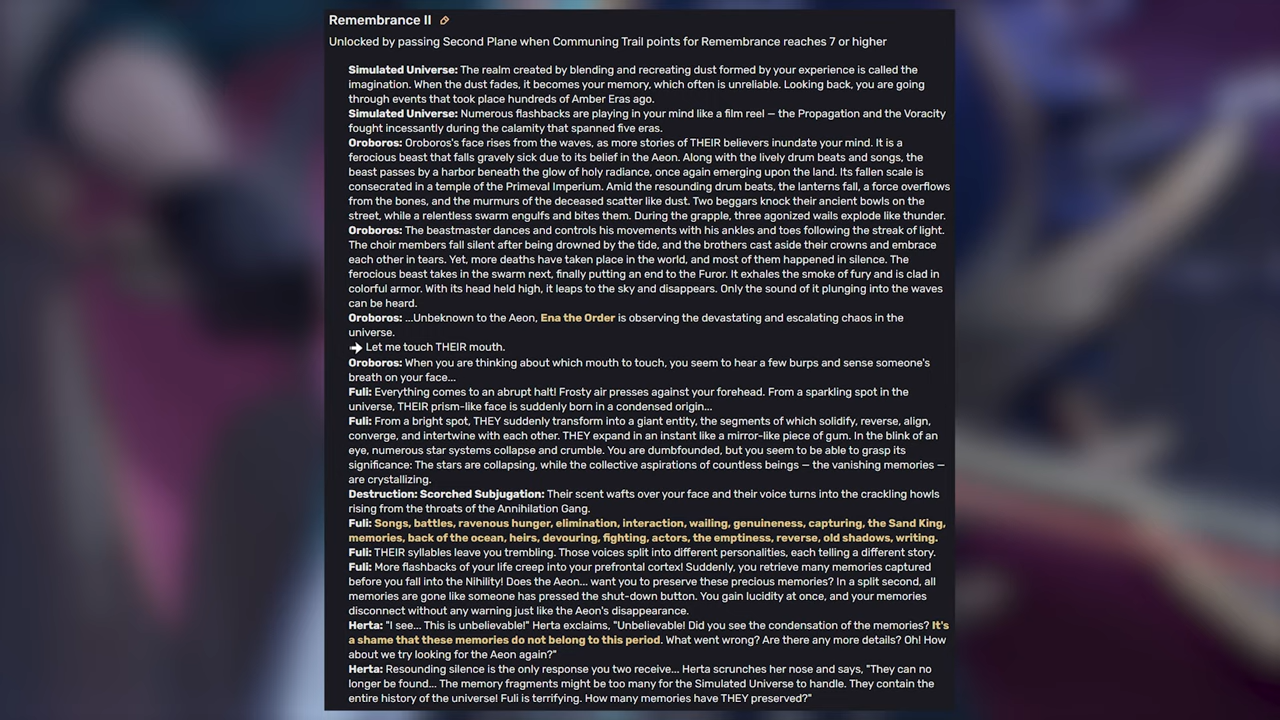 Remembrance II
Unlocked by passing Second Plane when Communing Trail points for Remembrance reaches 7 or higher
Simulated Universe: The realm created by blending and recreating dust formed by your experience is called the
imagination. When the dust fades, it becomes your memory, which often is unreliable. Looking back, you are going
through events that took place hundreds of Amber Eras ago.
Simulated Universe: Numerous flashbacks are playing in your mind like a film reel — the Propagation and the Voracity
fought incessantly during the calamity that spanned five eras.
Oroboros: Oroboros's face rises from the waves, as more stories of THEIR believers inundate your mind. It is a
ferocious beast that falls gravely sick due to its belief in the Aeon. Along with the lively drum beats and songs, the
beast passes by a harbor beneath the glow of holy radiance, once again emerging upon the land. Its fallen scale is
consecrated in a temple of the Primeval Imperium. Amid the resounding drum beats, the lanterns fall, a force overflows
from the bones, and the murmurs of the deceased scatter like dust. Two beggars knock their ancient bowls on the
street, while a relentless swarm engulfs and bites them. During the grapple, three agonized wails explode like thunder.
Oroboros: The beastmaster dances and controls his movements with his ankles and toes following the streak of light.
The choir members fall silent after being drowned by the tide, and the brothers cast aside their crowns and embrace
each other in tears. Yet, more deaths have taken place in the world, and most of them happened in silence. The
ferocious beast takes in the swarm next, finally putting an end to the Furor. It exhales the smoke of fury and is clad in
colorful armor. With its head held high, it leaps to the sky and disappears. Only the sound of it plunging into the waves
can be heard.
Oroboros: ...Unbeknown to the Aeon, Ena the Order is observing the devastating and escalating chaos in the
universe.
Let me touch THEIR mouth.
Oroboros: When you are thinking about which mouth to touch, you seem to hear a few burps and sense someone's
breath on your face...
Fuli: Everything comes to an abrupt halt! Frosty air presses against your forehead. From a sparkling spot in the
universe, THEIR prism-like face is suddenly born in a condensed origin...
Fuli: From a bright spot, THEY suddenly transform into a giant entity, the segments of which solidify, reverse, align,
converge, and intertwine with each other. THEY expand in an instant like a mirror-like piece of gum. In the blink of an
eye, numerous star systems collapse and crumble. You are dumbfounded, but you seem to be able to grasp its
significance: The stars are collapsing, while the collective aspirations of countless beings — the vanishing memories —
are crystallizing.
Destruction: Scorched Subjugation: Their scent wafts over your face and their voice turns into the crackling howls
rising from the throats of the Annihilation Gang.
Fuli: Songs, battles, ravenous hunger, elimination, interaction, wailing, genuineness, capturing, the Sand King,
memories, back of the ocean, heirs, devouring, fighting, actors, the emptiness, reverse, old shadows, writing.
Fuli: THEIR syllables leave you trembling. Those voices split into different personalities, each telling a different story.
Fuli: More flashbacks of your life creep into your prefrontal cortex! Suddenly, you retrieve many memories captured
before you fall into the Nihility! Does the Aeon... want you to preserve these precious memories? In a split second, all
memories are gone like someone has pressed the shut-down button. You gain lucidity at once, and your memories
disconnect without any warning just like the Aeon's disappearance.
Herta: "I see... This is unbelievable!" Herta exclaims, "Unbelievable! Did you see the condensation of the memories? It's
a shame that these memories do not belong to this period. What went wrong? Are there any more details? Oh! How
about we try looking for the Aeon again?"
Herta: Resounding silence is the only response you two receive... Herta scrunches her nose and says, "They can no
longer be found... The memory fragments might be too many for the Simulated Universe to handle. They contain the
entire history of the universe! Fuli is terrifying. How many memories have THEY preserved?"